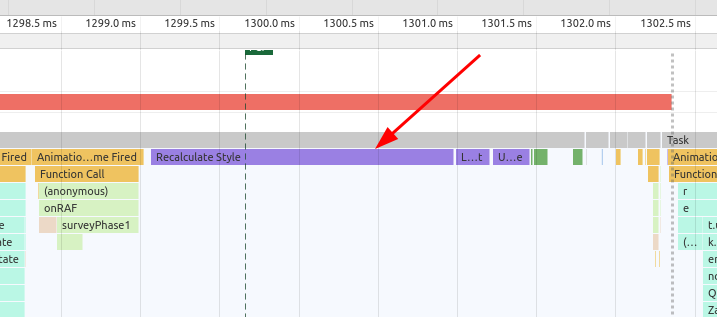 1298.5 ms 1299.0 ms 1299.5 ms 1300.0 ms 1300.5 ms 1301.0 ms 1301.5 ms 1302.0 ms 1302.5 ms
Task
Fired Animatio...me Fired Recalculate Style L...t U...e Animatio
Function Call Function
(anonymous) r
onRAF e
e surveyPhase1 t.u
ate (... k.
tate er
nc
Q
Za